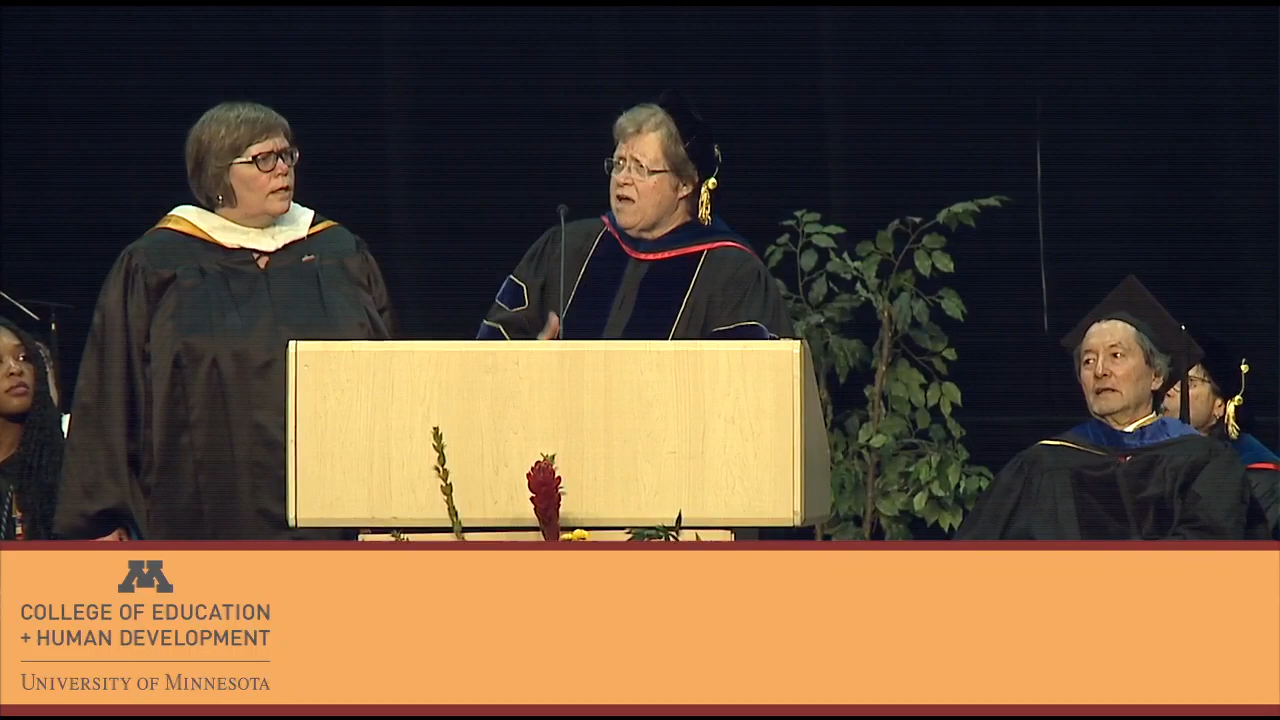 M
COLLEGE OF EDUCATION
+ HUMAN DEVELOPMENT
UNIVERSITY OF MINNESOTA